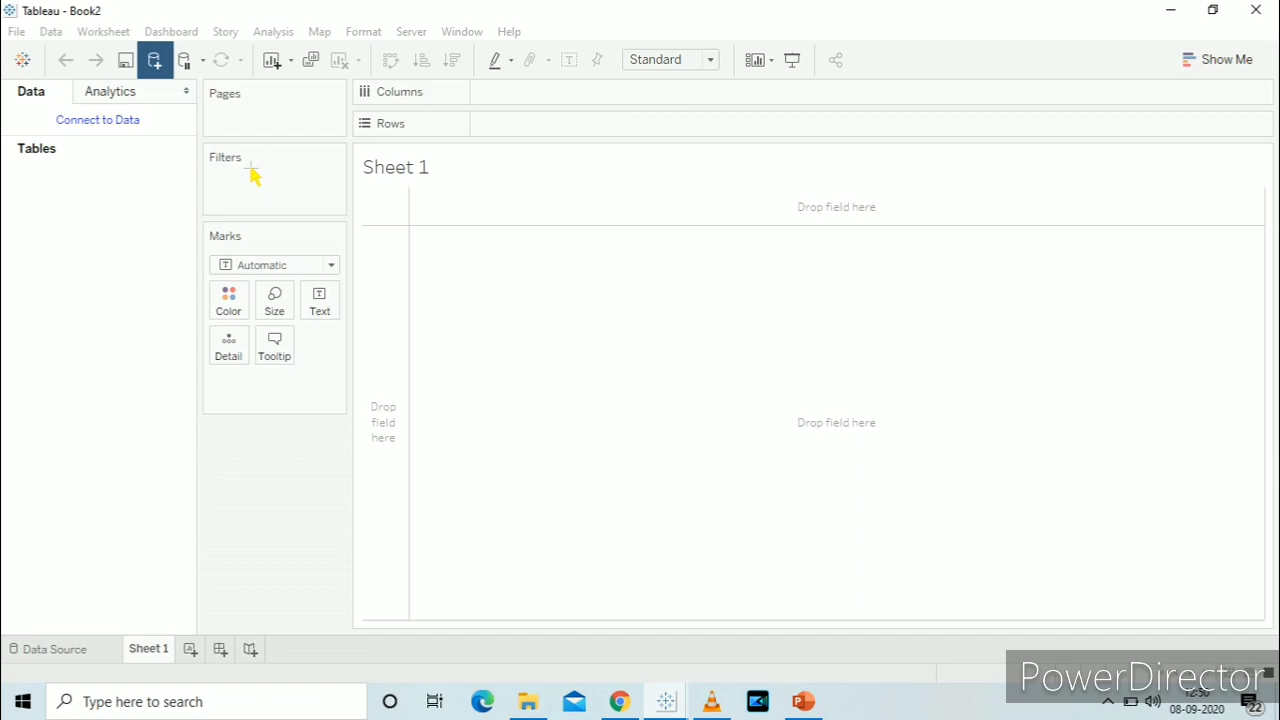 Tableau - Book2
File Data Worksheet Dashboard Story Analysis Map Format Server Window Help
Standard
Show Me
Data Analytics
Connect to Data
Tables
Pages
Filters
Marks
Automatic
Color Size Text
Detail Tooltip
Columns
Rows
Sheet 1
Drop field here
Drop
field
here
Drop field here
Data Source Sheet 1
PowerDirector
Type here to search
08-09-2020
22